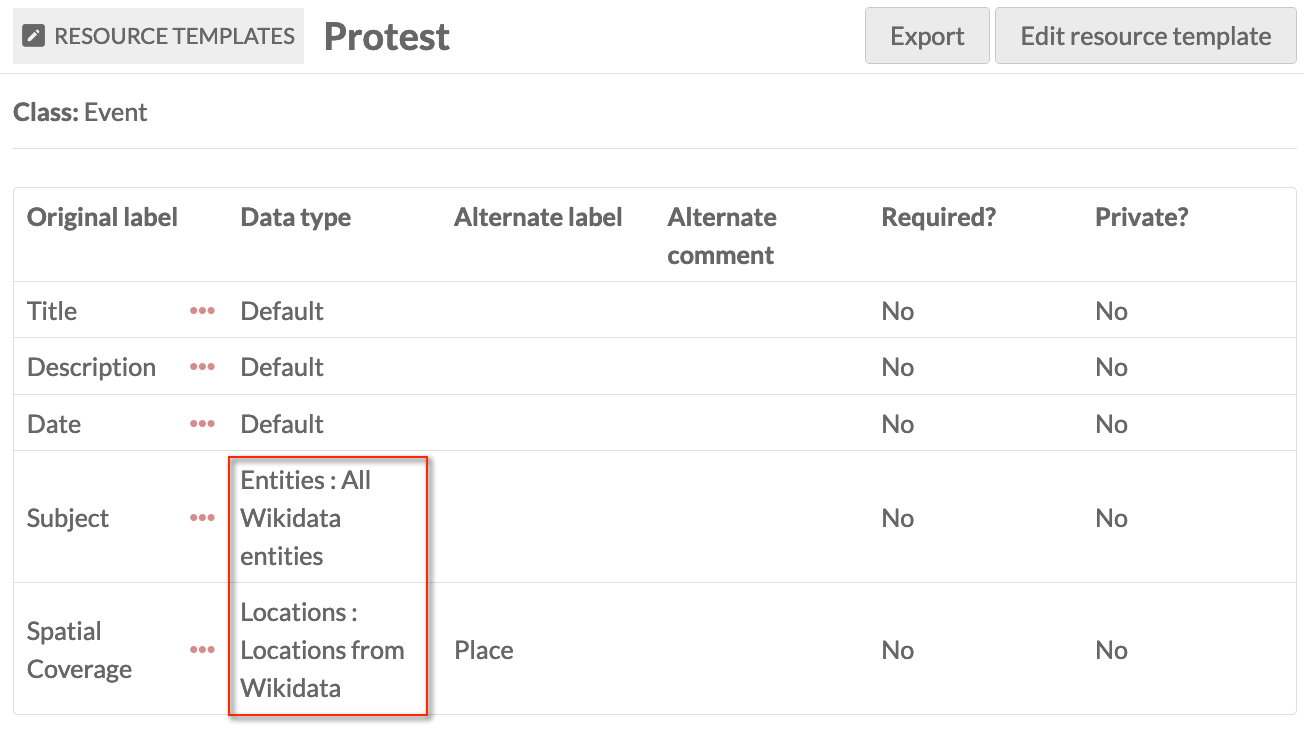 RESOURCE TEMPLATES Protest Export Edit resource template
Class: Event
Original label Data type Alternate label Alternate comment Required? Private?
Title ••• Default No No
Description ••• Default No No
Date ••• Default No No
Subject ••• Entities : All Wikidata entities No No
Spatial Coverage ••• Locations : Locations from Wikidata Place No No